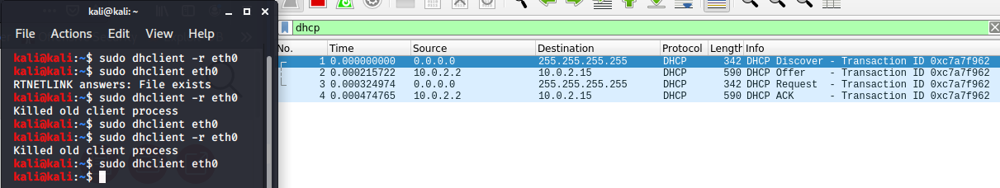 kali@kali: ~
File Actions Edit View Help
kali@kali:~$ sudo dhclient -r eth0
kali@kali:~$ sudo dhclient eth0
RTNETLINK answers: File exists
kali@kali:~$ sudo dhclient -r eth0
Killed old client process
kali@kali:~$ sudo dhclient eth0
kali@kali:~$ sudo dhclient -r eth0
Killed old client process
kali@kali:~$ sudo dhclient eth0
kali@kali:~$
dhcp
No. Time Source Destination Protocol Length Info
1 0.000000000 0.0.0.0 255.255.255.255 DHCP 342 DHCP Discover - Transaction ID 0xc7a7f962
2 0.000215722 10.0.2.2 10.0.2.15 DHCP 590 DHCP Offer - Transaction ID 0xc7a7f962
3 0.000324974 0.0.0.0 255.255.255.255 DHCP 342 DHCP Request - Transaction ID 0xc7a7f962
4 0.000474765 10.0.2.2 10.0.2.15 DHCP 590 DHCP ACK - Transaction ID 0xc7a7f962